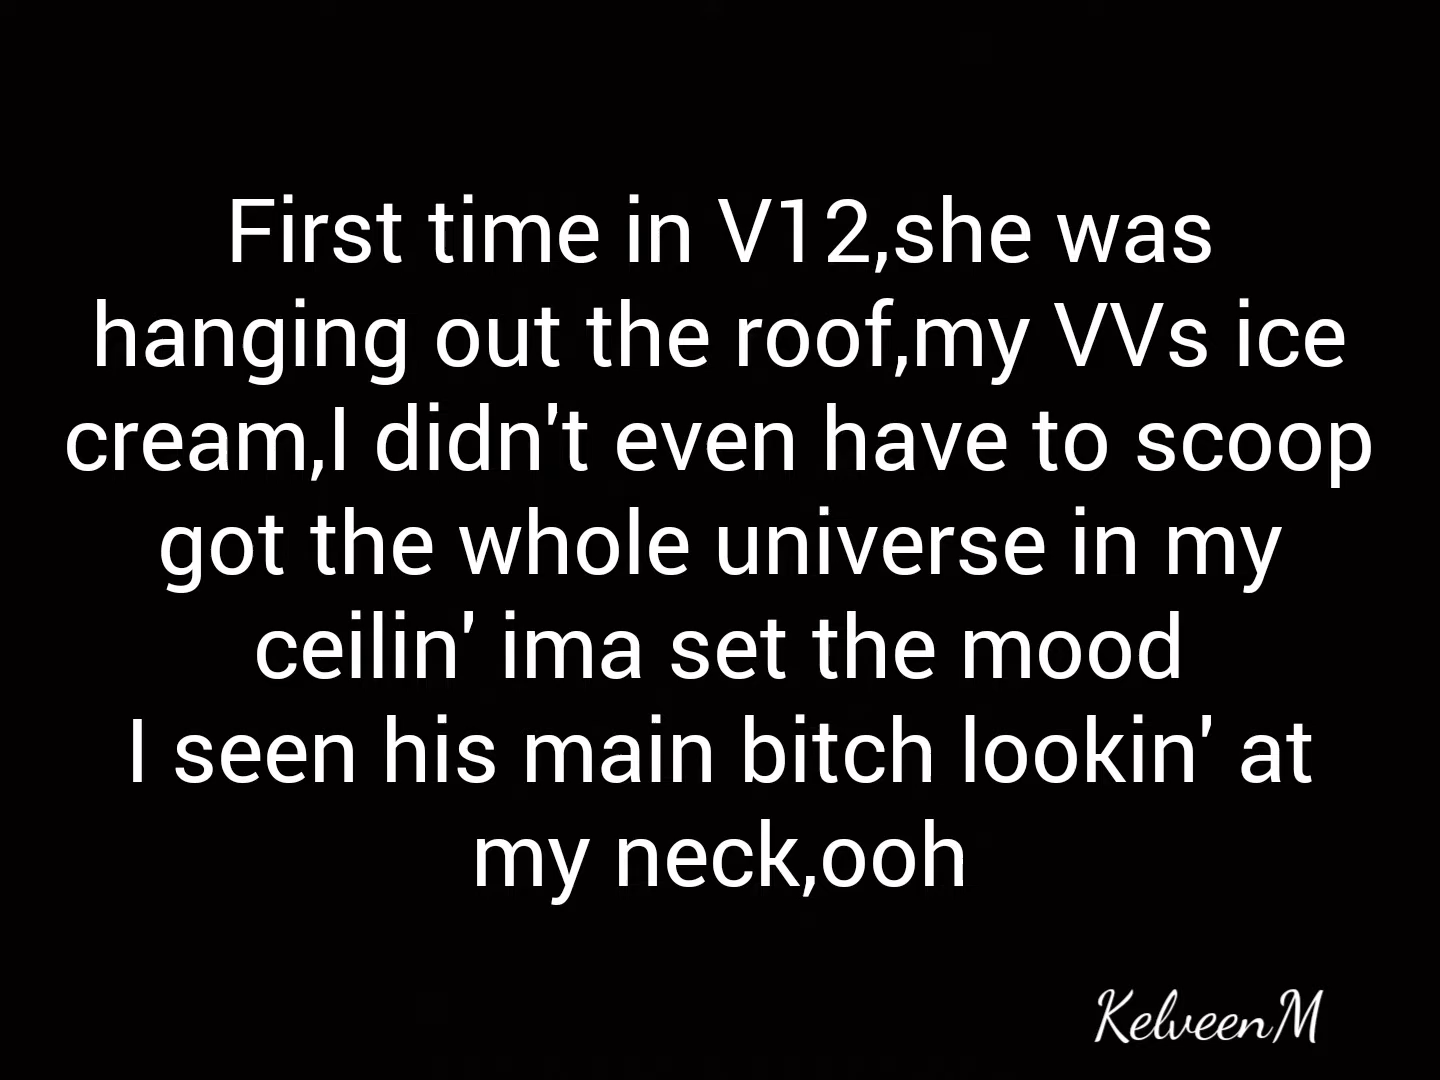 First time in V12,she was
hanging out the roof,my VVs ice
cream,I didn't even have to scoop
got the whole universe in my
ceilin' ima set the mood
I seen his main bitch lookin' at
my neck,ooh
KelveenM